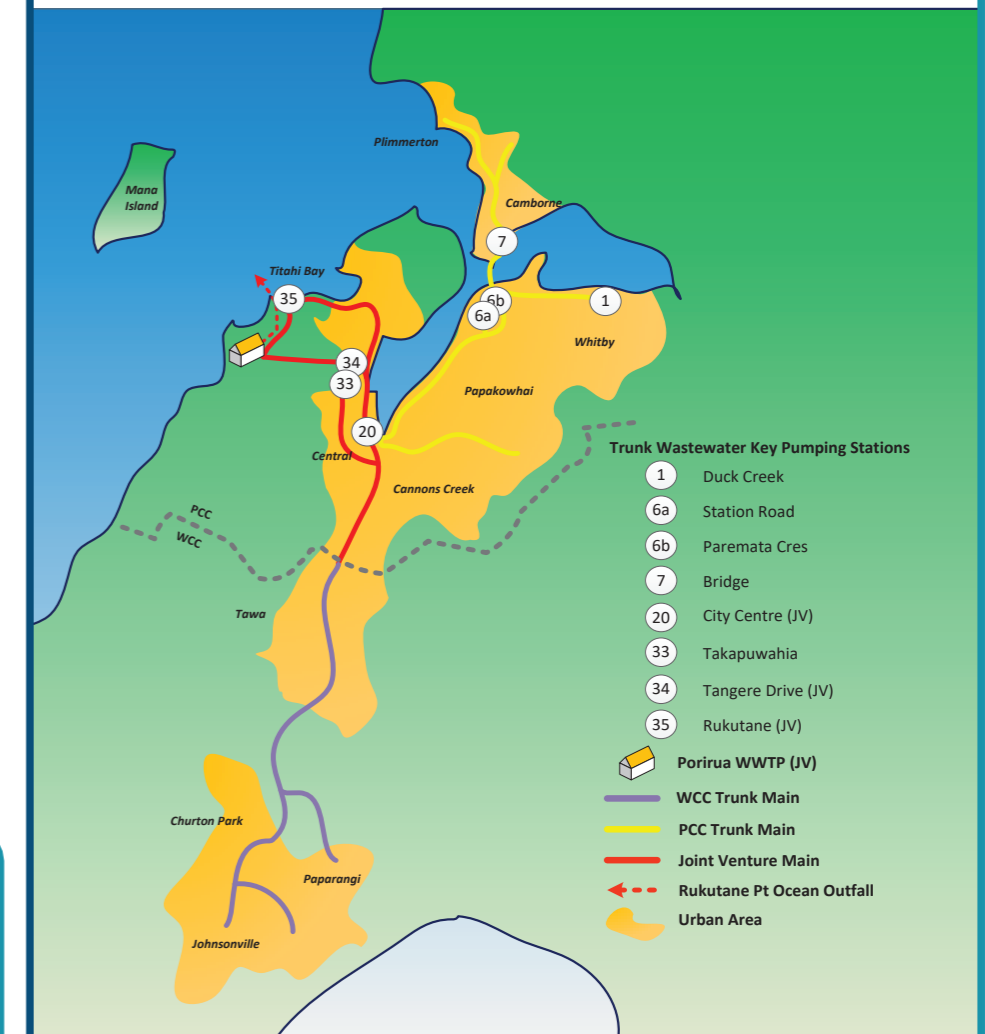 Plimmerton
Mana
Island
Camborne
7
Titahi Bay
35
6b
1
6a
Whitby
34
33
Papakowhai
20
Central
Cannons Creek
PCC
WCC
Tawa
Churton Park
Paparangi
Johnsonville
Trunk Wastewater Key Pumping Stations
1 Duck Creek
6a Station Road
6b Paremata Cres
7 Bridge
20 City Centre (JV)
33 Takapuwahia
34 Tangere Drive (JV)
35 Rukutane (JV)
Porirua WWTP (JV)
WCC Trunk Main
PCC Trunk Main
Joint Venture Main
Rukutane Pt Ocean Outfall
Urban Area